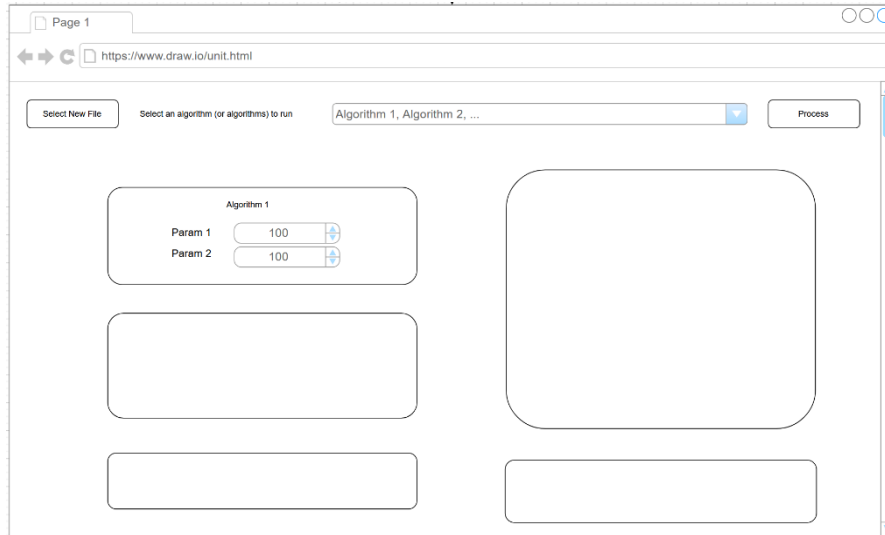 Page 1
https://www.draw.io/unit.html
Select New File
Select an algorithm (or algorithms) to run
Algorithm 1, Algorithm 2, ...
Process
Algorithm 1
Param 1 100
Param 2 100